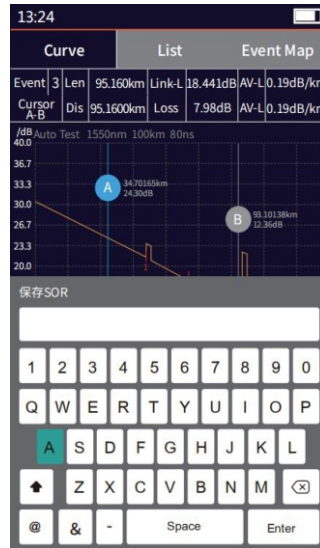 13:24
Curve List Event Map
Event 3 Len 95.160km Link-L 18.441dB AV-L 0.19dB/kr
Cursor A-B Dis 95.1600km Loss 7.98dB AV-L 0.19dB/kr
/dB Auto Test 1550nm 100km 80ns
40.0
36.7
33.3
A 34.70165km
24.30dB
30.0
B 93.10138km
12.36dB
26.7
23.3
20.0
保存SOR
1 2 3 4 5 6 7 8 9 0
Q W E R T Y U I O P
A S D F G H J K L
Z X C V B N M
@ & - Space Enter